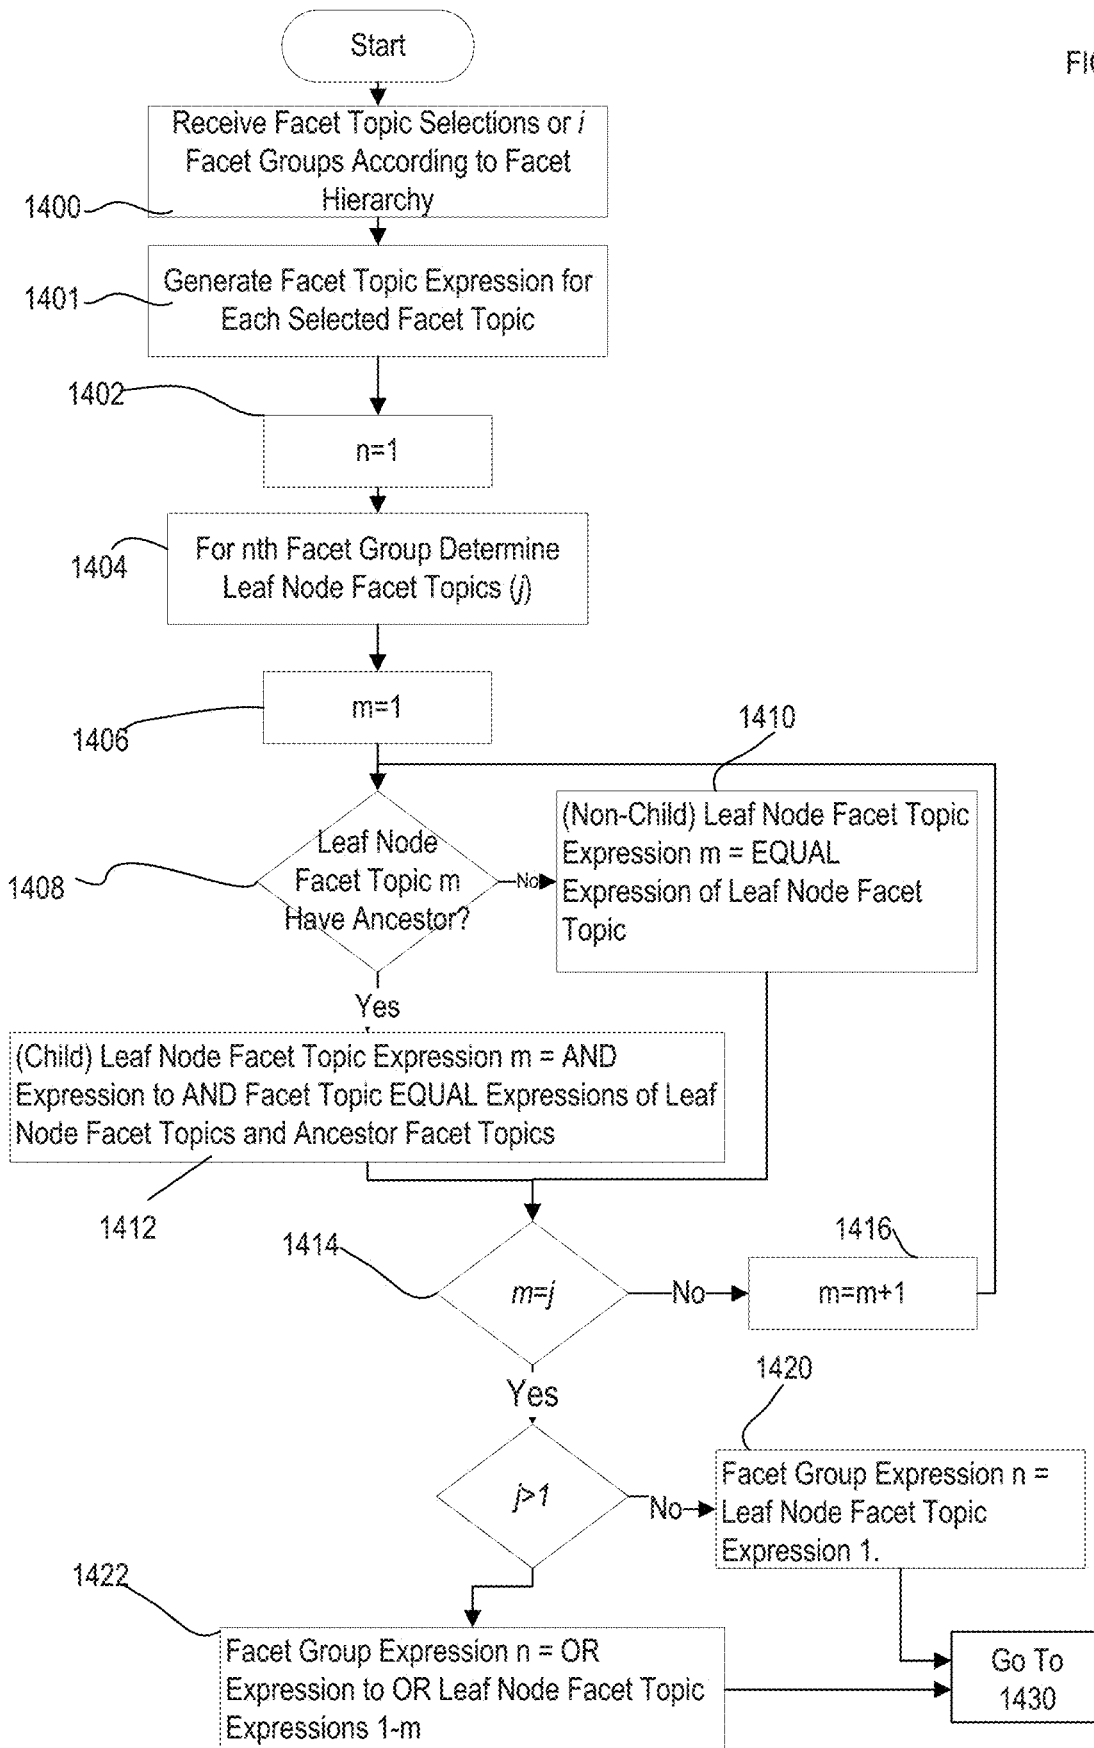 Start
FIG
Receive Facet Topic Selections or i
Facet Groups According to Facet
Hierarchy
1400
Generate Facet Topic Expression for
Each Selected Facet Topic
1401
1402
n=1
For nth Facet Group Determine
Leaf Node Facet Topics (j)
1404
m=1
1406
1410
Leaf Node
Facet Topic m
Have Ancestor?
1408
No
(Non-Child) Leaf Node Facet Topic
Expression m = EQUAL
Expression of Leaf Node Facet
Topic
Yes
(Child) Leaf Node Facet Topic Expression m = AND
Expression to AND Facet Topic EQUAL Expressions of Leaf
Node Facet Topics and Ancestor Facet Topics
1412
1414
m=j
No
1416
m=m+1
Yes
1420
j>1
No
Facet Group Expression n =
Leaf Node Facet Topic
Expression 1.
1422
Facet Group Expression n = OR
Expression to OR Leaf Node Facet Topic
Expressions 1-m
Go To
1430